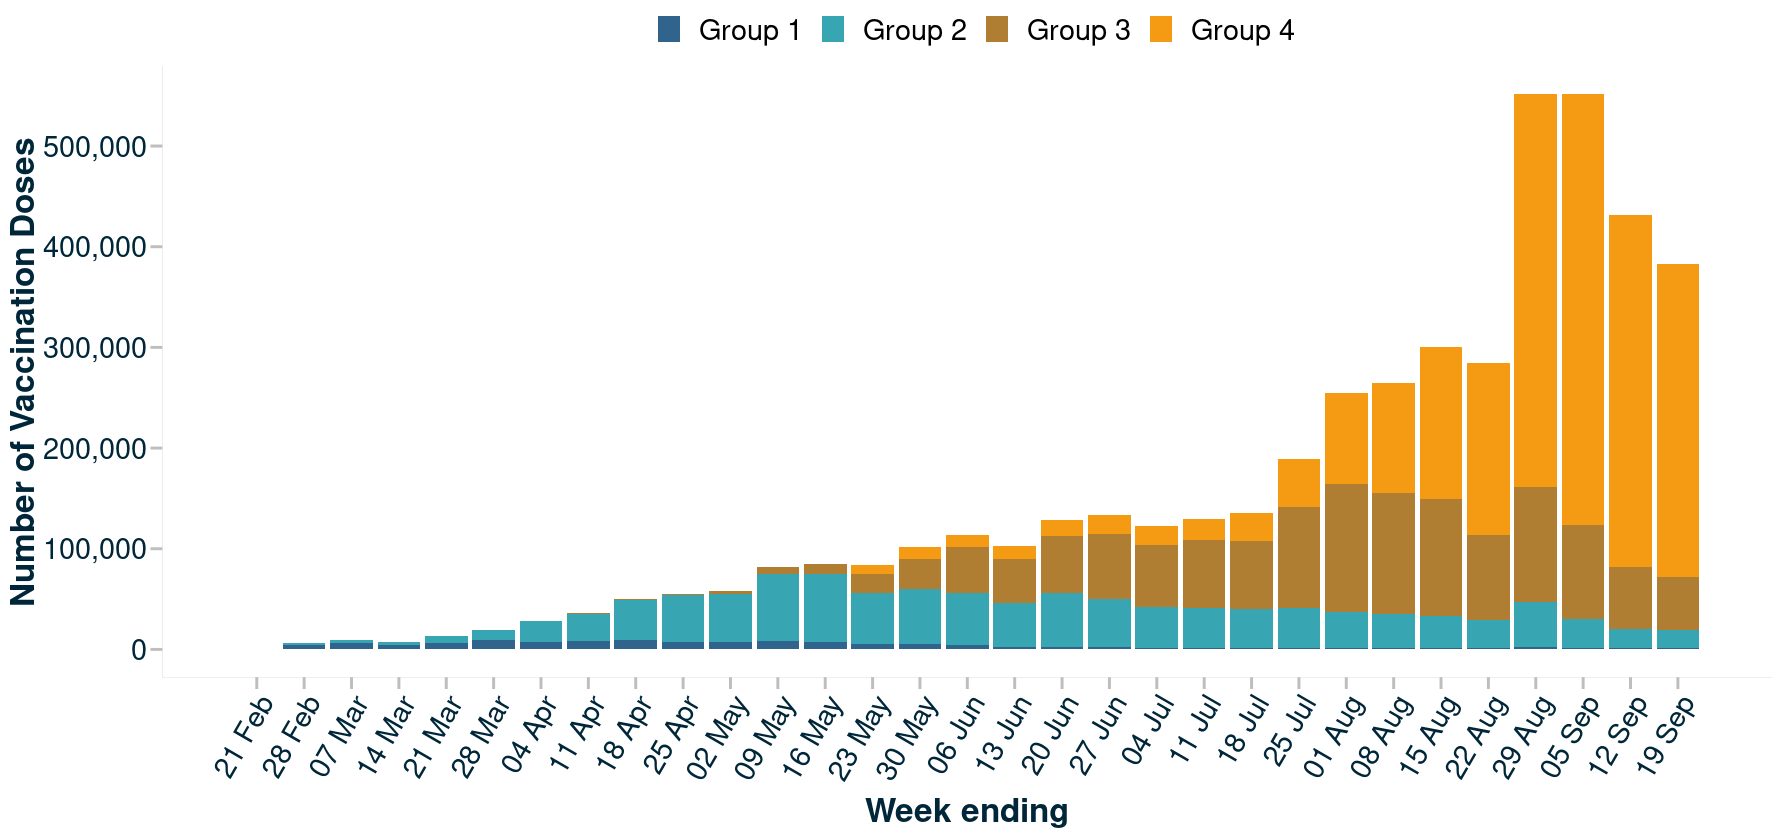 Group 1 Group 2 Group 3 Group 4
Number of Vaccination Doses
500,000
400,000
300,000
200,000
100,000
0
21 Feb
28 Feb
07 Mar
14 Mar
21 Mar
28 Mar
04 Apr
11 Apr
18 Apr
25 Apr
02 May
09 May
16 May
23 May
30 May
06 Jun
13 Jun
20 Jun
27 Jun
04 Jul
11 Jul
18 Jul
25 Jul
01 Aug
08 Aug
15 Aug
22 Aug
29 Aug
05 Sep
12 Sep
19 Sep
Week ending